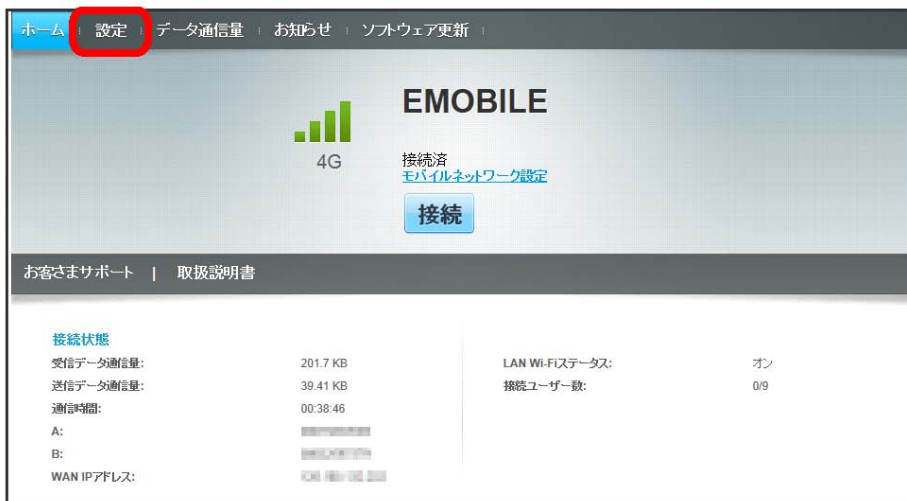 ホーム 設定 データ通信量 お知らせ ソフトウェア更新
EMOBILE
4G
接続済
モバイルネットワーク設定
接続
お客さまサポート | 取扱説明書
接続状態
受信データ通信量: 201.7 KB LAN Wi-Fiステータス: オン
送信データ通信量: 39.41 KB 接続ユーザー数: 0/9
通信時間: 00:38:46
A:
B:
WAN IPアドレス: